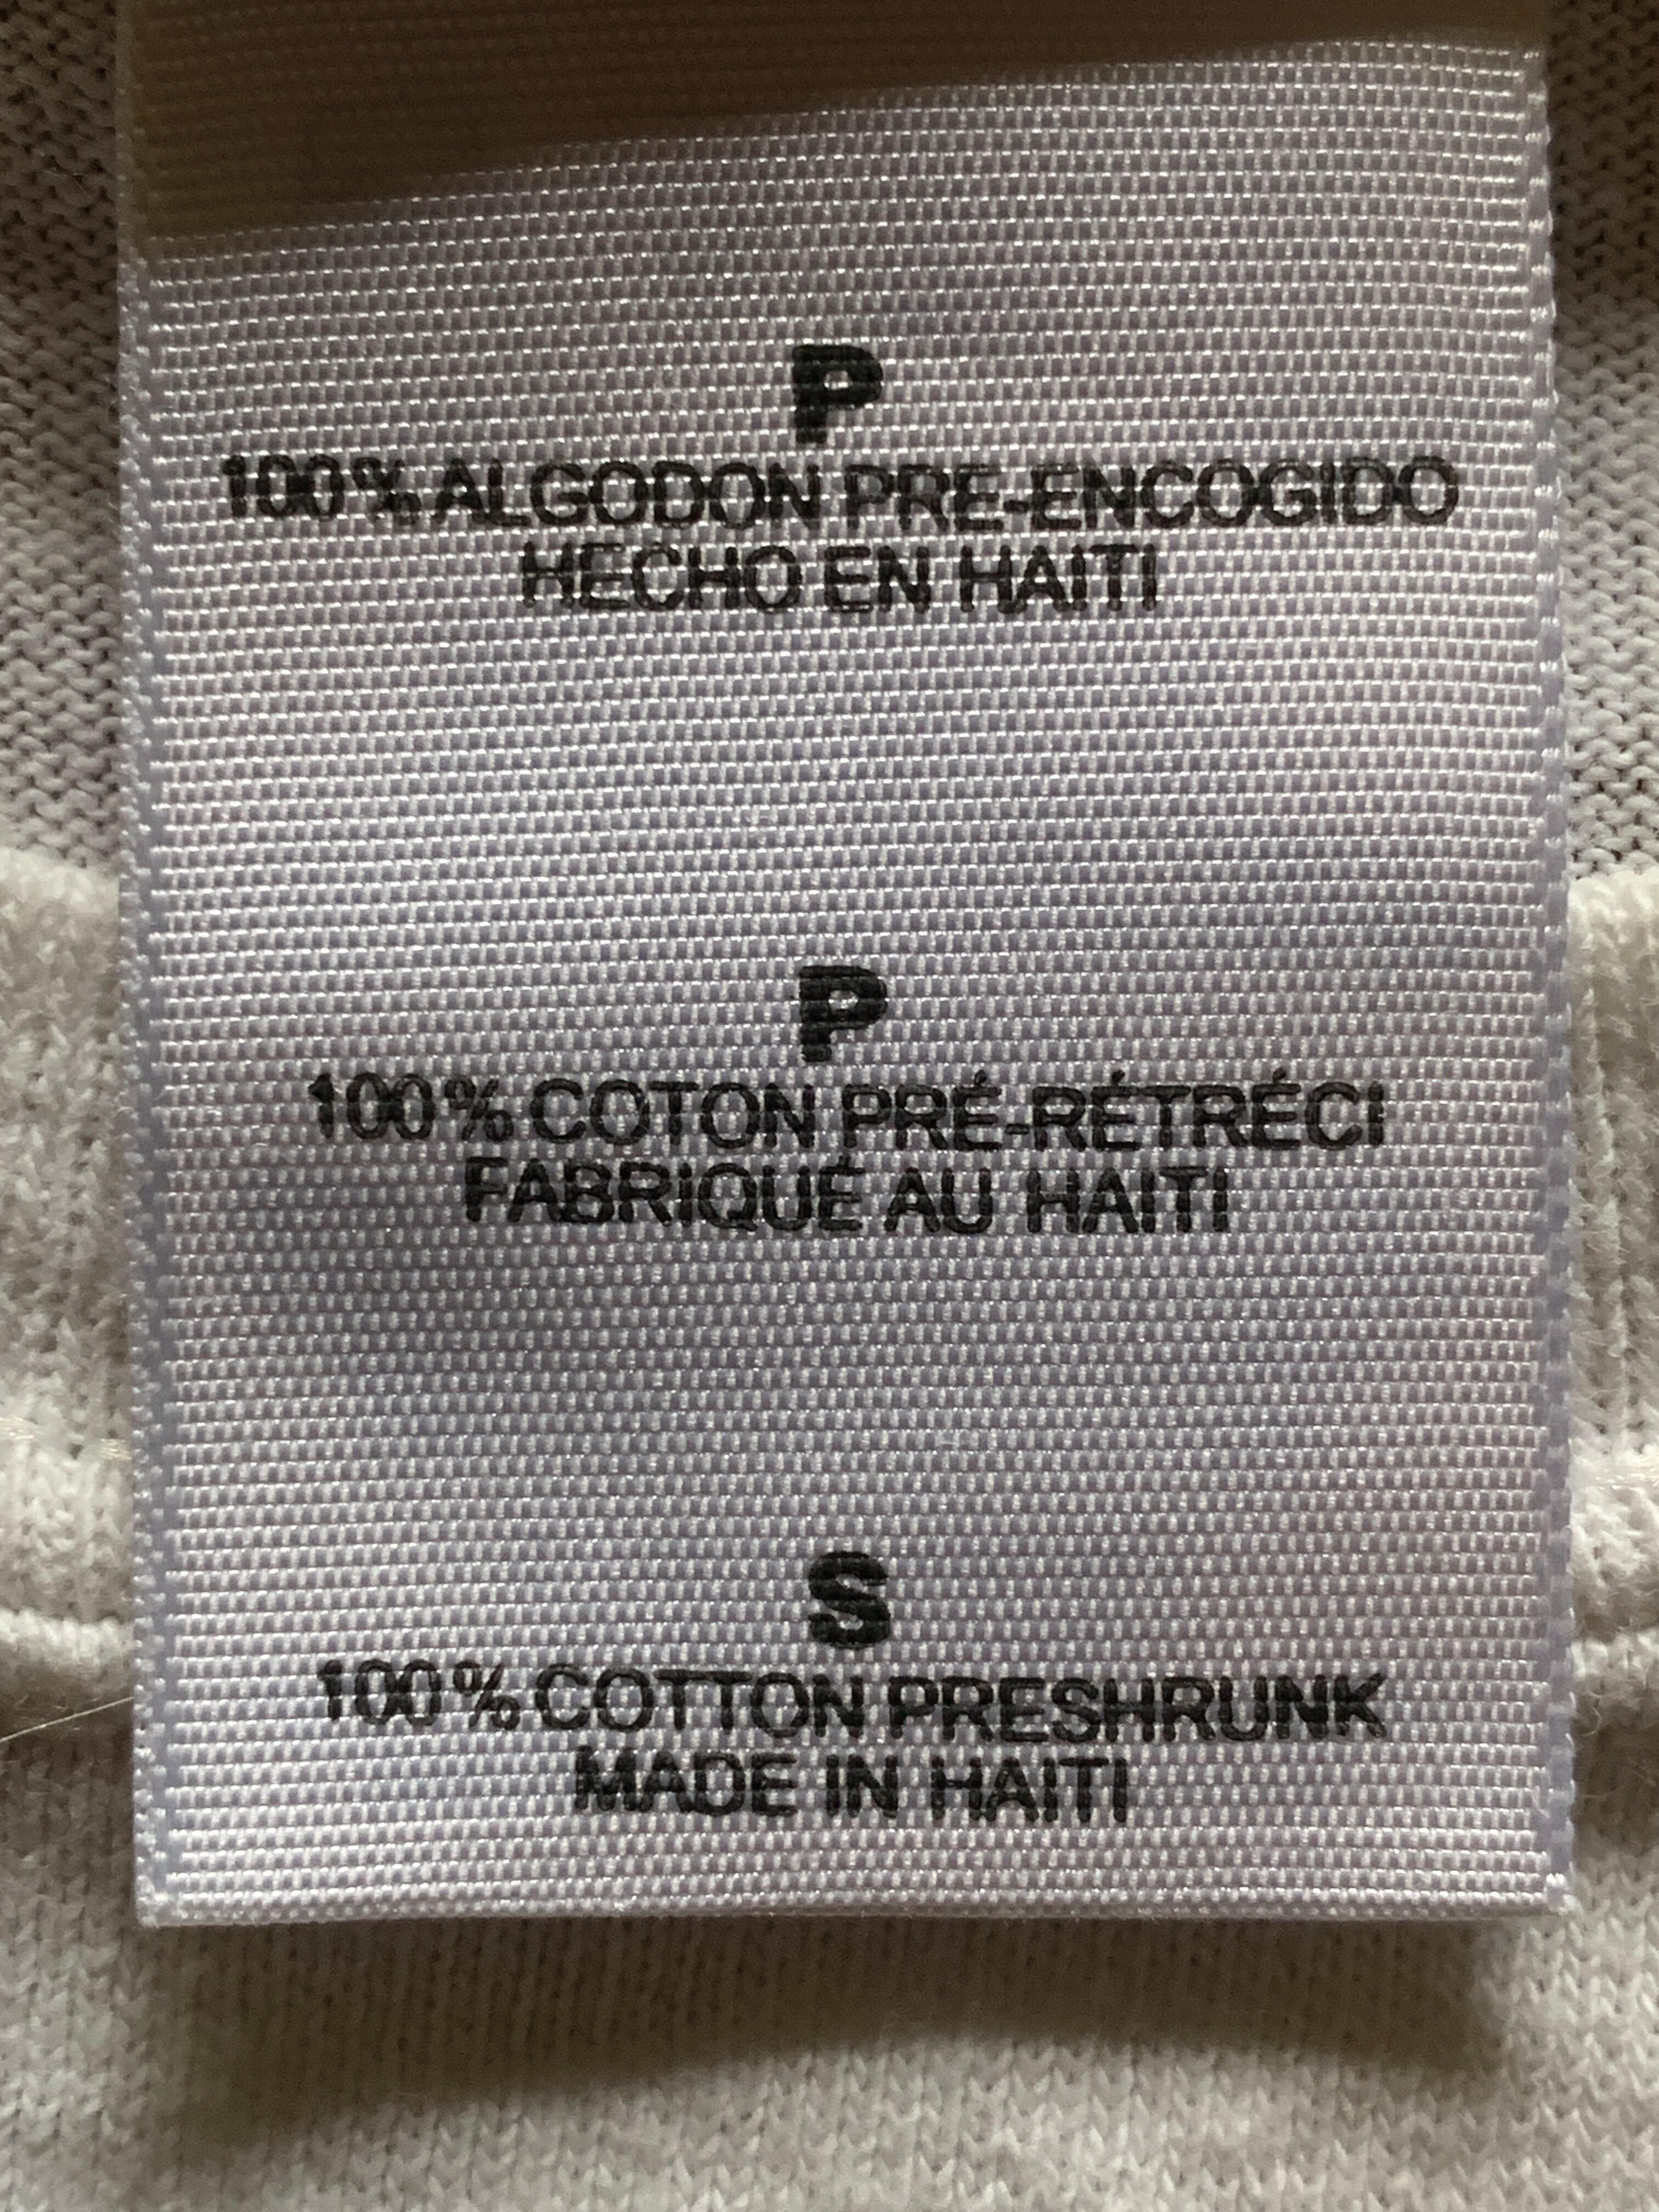 P
100% ALGODON PRE-ENCOGIDO
HECHO EN HAITI
P
100% COTON PRÉ-RÉTRÉCI
FABRIQUÉ AU HAITI
S
100% COTTON PRESHRUNK
MADE IN HAITI